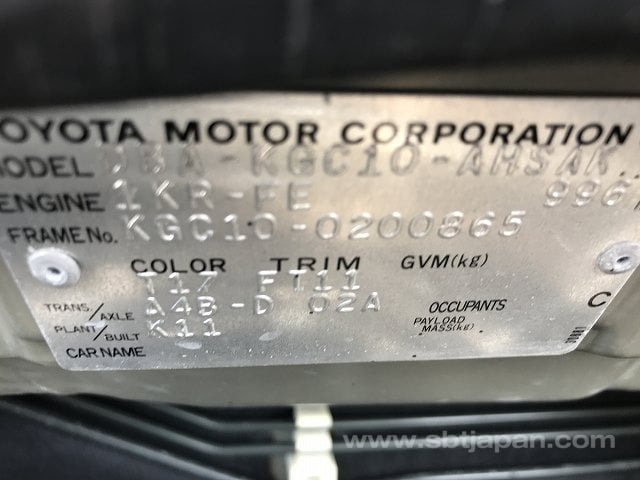 TOYOTA MOTOR CORPORATION
MODEL DBA-KGC10-AHSAK
ENGINE 1KR-FE 996
FRAME No. KGC10-0200865
COLOR TRIM GVM(kg)
T17 FT11
TRANS./AXLE A4B-D 02A OCCUPANTS C
PLANT/BUILT K11 PAYLOAD MASS(kg)
CAR NAME
www.sbtjapan.com